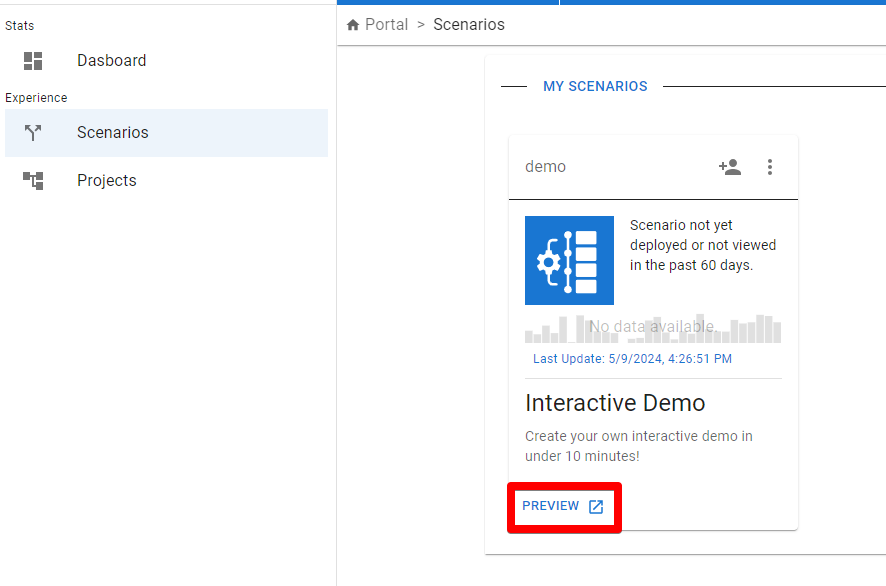 Stats
Dasboard
Experience
Scenarios
Projects
Portal > Scenarios
MY SCENARIOS
demo
Scenario not yet
deployed or not viewed
in the past 60 days.
No data available.
Last Update: 5/9/2024, 4:26:51 PM
Interactive Demo
Create your own interactive demo in
under 10 minutes!
PREVIEW